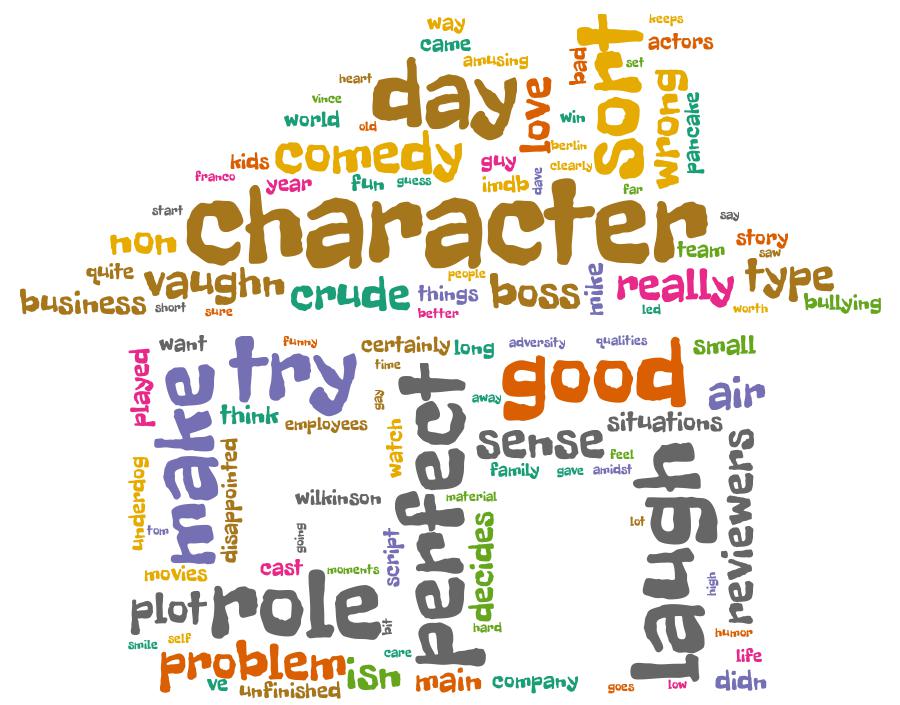 way
keeps
came
sort
bad
actors
amusing
set
heart
day
love
wrong
vince
pancake
world
old
win
kids
comedy
guy
berlin
clearly
franco
year
fun
guess
imdb
dave
far
start
character
say
non
team
story
saw
quite
vaughn
people
mike
really
type
business
crude
things
boss
short
sure
better
led
worth
bullying
want
try
funny
certainly
long
adversity
qualities
small
played
make
time
good
air
think
gay
perfect
away
employees
situations
watch
sense
laugh
reviewers
underdog
disappointed
family
gave
amidst
feel
wilkinson
material
tom
going
script
decides
lot
movies
cast
moments
high
plot
role
bit
hard
smile
self
humor
problem
isn
care
life
ve
unfinished
main
company
goes
low
didn